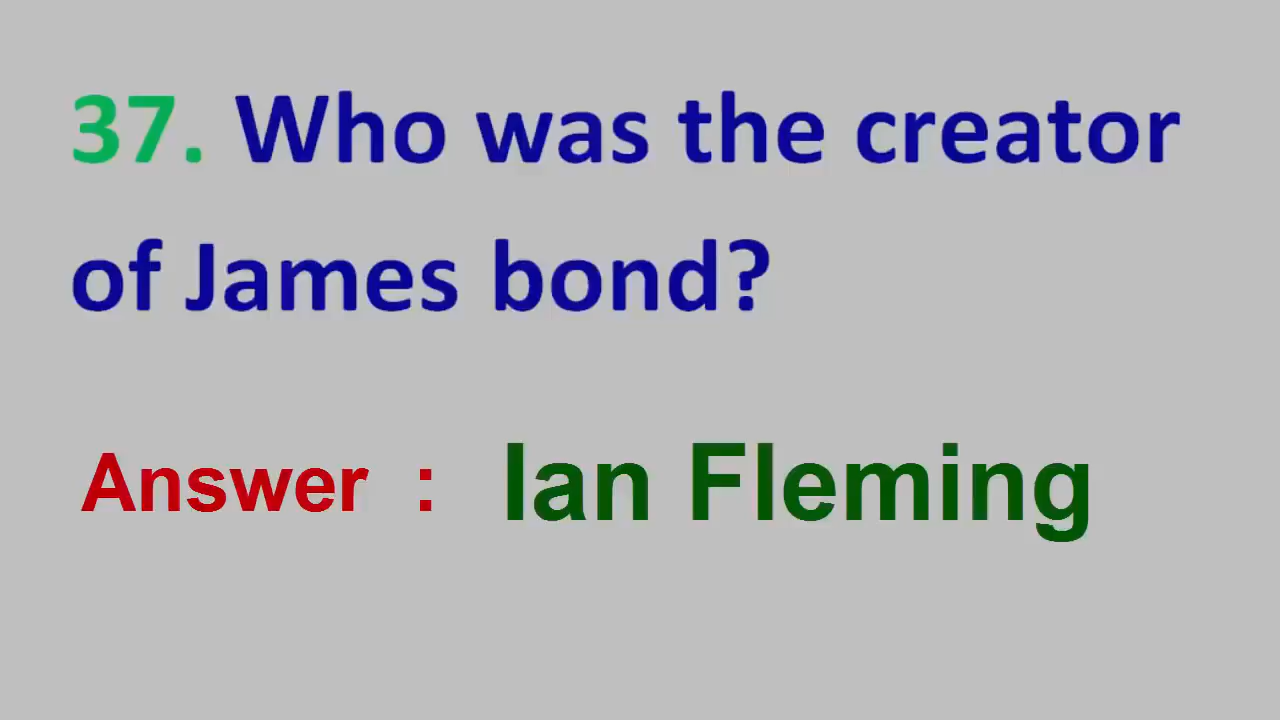 37. Who was the creator
of James bond?
Answer : Ian Fleming